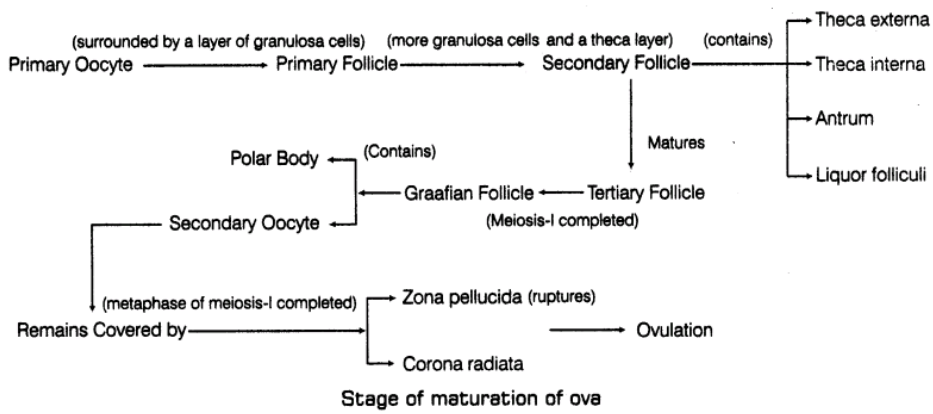 Theca externa
(surrounded by a layer of granulosa cells) (more granulosa cells and a theca layer) (contains)
Primary Oocyte Primary Follicle Secondary Follicle Theca interna
Antrum
Matures
Polar Body (Contains)
Liquor folliculi
Graafian Follicle Tertiary Follicle
Secondary Oocyte (Meiosis-I completed)
(metaphase of meiosis-I completed) Zona pellucida (ruptures)
Remains Covered by Ovulation
Corona radiata
Stage of maturation of ova